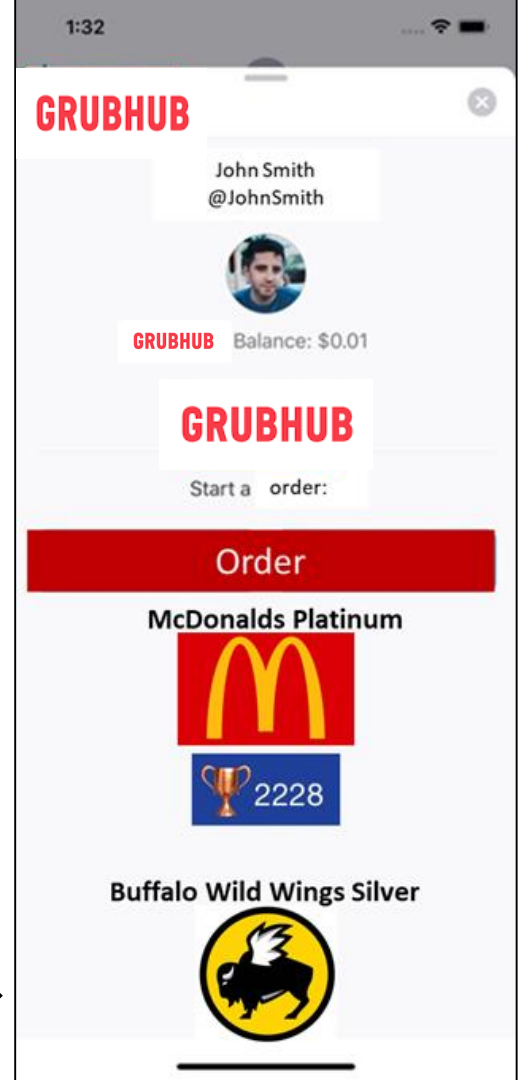 1:32
GRUBHUB
John Smith
@JohnSmith
GRUBHUB Balance: $0.01
GRUBHUB
Start a order:
Order
McDonalds Platinum
2228
Buffalo Wild Wings Silver